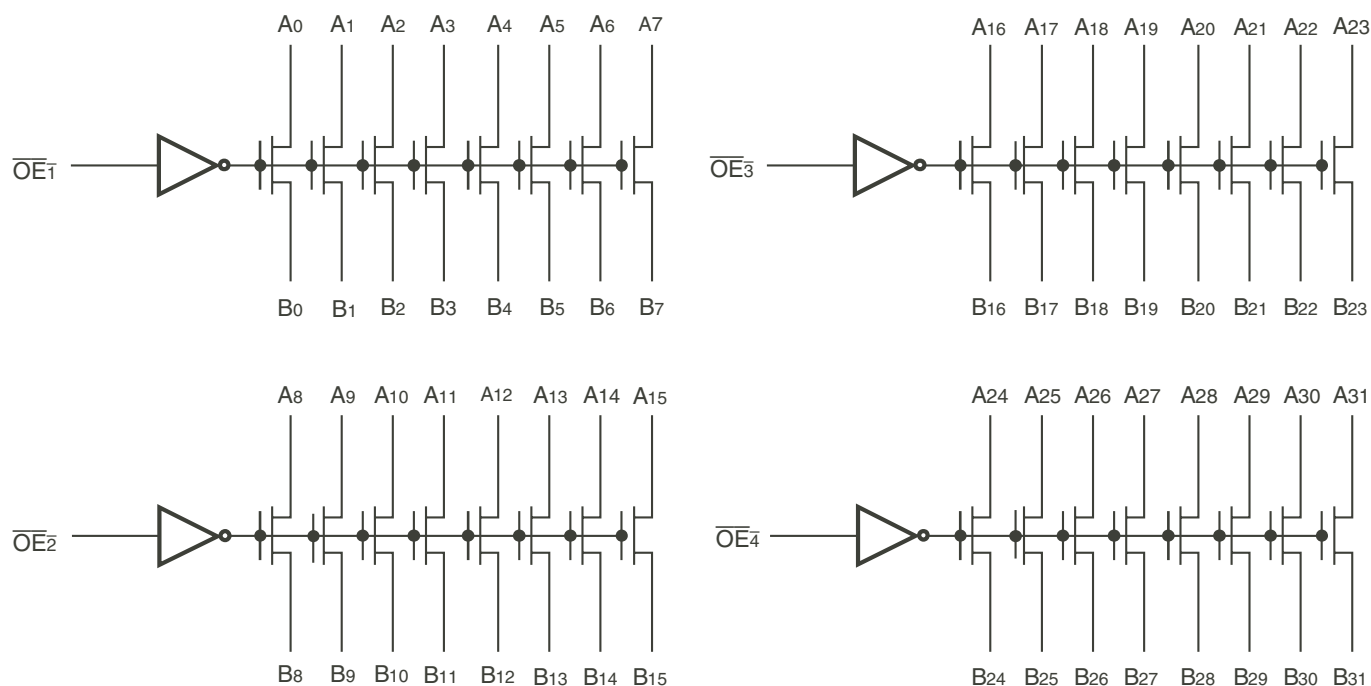 A0 A1 A2 A3 A4 A5 A6 A7
OE1
B0 B1 B2 B3 B4 B5 B6 B7
A16 A17 A18 A19 A20 A21 A22 A23
OE3
B16 B17 B18 B19 B20 B21 B22 B23
A8 A9 A10 A11 A12 A13 A14 A15
OE2
B8 B9 B10 B11 B12 B13 B14 B15
A24 A25 A26 A27 A28 A29 A30 A31
OE4
B24 B25 B26 B27 B28 B29 B30 B31